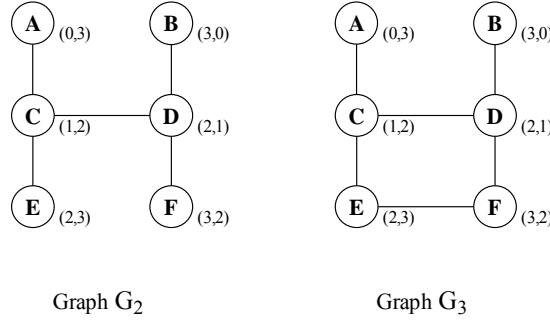 A B A B
(0,3) (3,0) (0,3) (3,0)
C D C D
(1,2) (2,1) (1,2) (2,1)
E F E F
(2,3) (3,2) (2,3) (3,2)
Graph G2 Graph G3